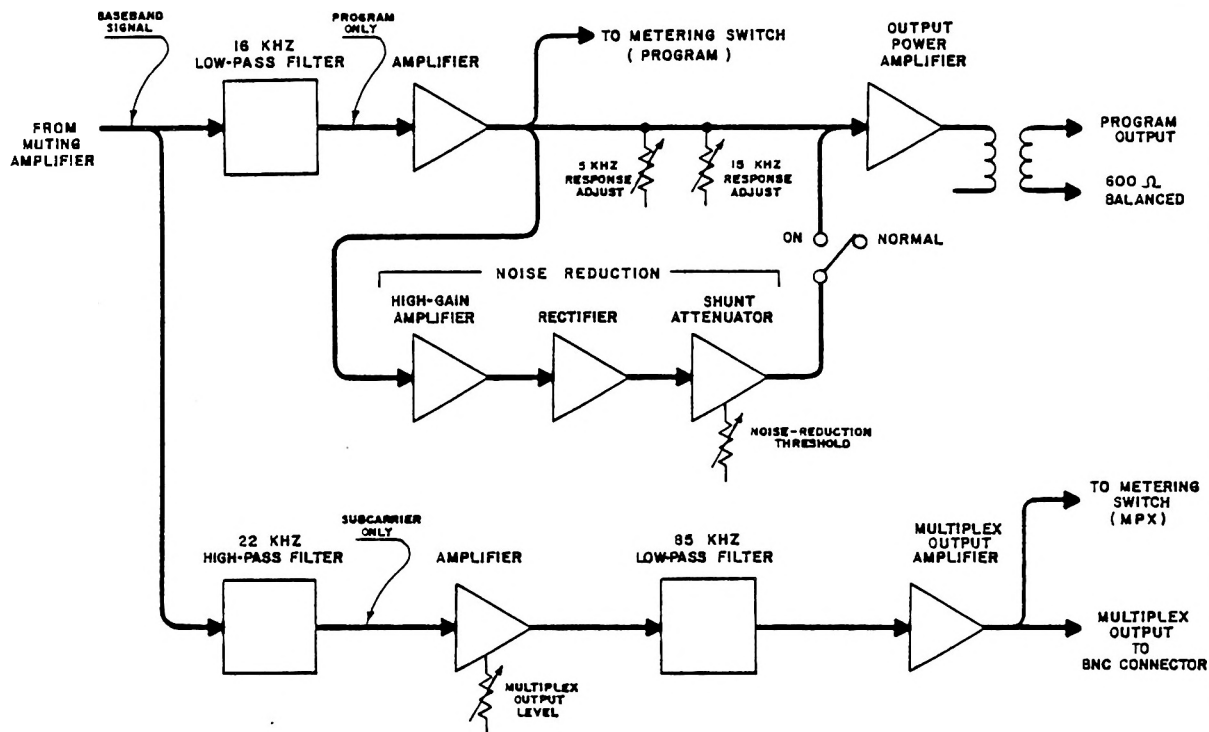 BASEBAND
SIGNAL
16 KHZ
LOW-PASS FILTER
PROGRAM
ONLY
AMPLIFIER
TO METERING SWITCH
( PROGRAM )
OUTPUT
POWER
AMPLIFIER
FROM
MUTING
AMPLIFIER
5 KHZ
RESPONSE
ADJUST
15 KHZ
RESPONSE
ADJUST
PROGRAM
OUTPUT
600 Ω
BALANCED
ON
NORMAL
NOISE REDUCTION
HIGH-GAIN
AMPLIFIER
RECTIFIER
SHUNT
ATTENUATOR
NOISE-REDUCTION
THRESHOLD
22 KHZ
HIGH-PASS FILTER
SUBCARRIER
ONLY
AMPLIFIER
85 KHZ
LOW-PASS FILTER
MULTIPLEX
OUTPUT
AMPLIFIER
TO METERING
SWITCH
( MPX )
MULTIPLEX
OUTPUT
LEVEL
MULTIPLEX
OUTPUT
TO
BNC CONNECTOR